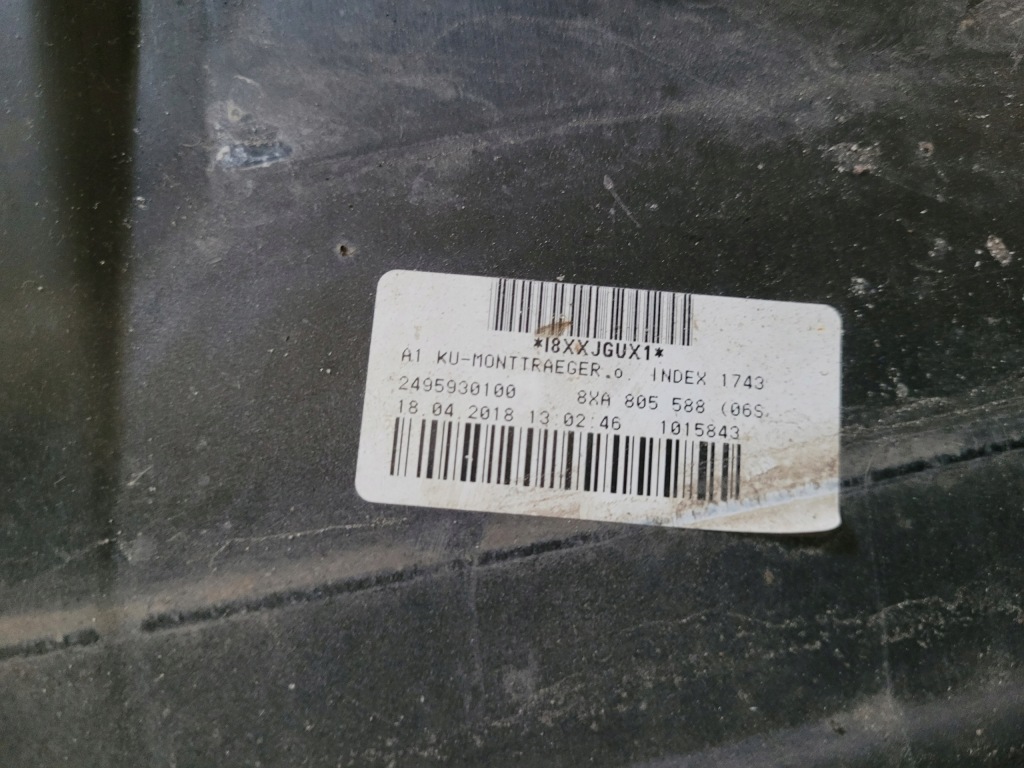 *I8XXJGUX1*
A1 KU-MONTTRAEGER.o INDEX 1743
2495930100 8XA 805 588 (06S
18.04.2018 13:02:46 1015843